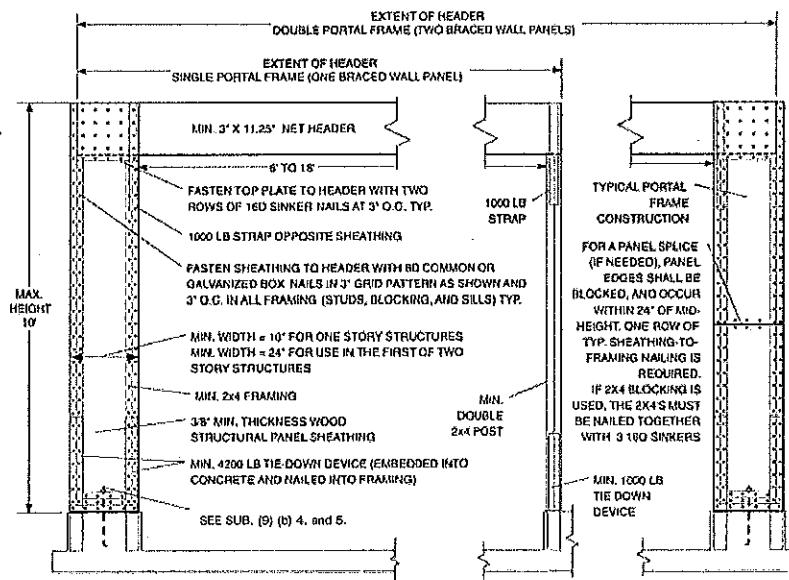 EXTENT OF HEADER
DOUBLE PORTAL FRAME (TWO BRACED WALL PANELS)
EXTENT OF HEADER
SINGLE PORTAL FRAME (ONE BRACED WALL PANEL)
MIN. 3" X 11.25" NET HEADER
6' TO 18'
FASTEN TOP PLATE TO HEADER WITH TWO
ROWS OF 16D SINKER NAILS AT 3" O.C. TYP.
1000 LB STRAP OPPOSITE SHEATHING
FASTEN SHEATHING TO HEADER WITH 8D COMMON OR
GALVANIZED BOX NAILS IN 3" GRID PATTERN AS SHOWN AND
3" O.C. IN ALL FRAMING (STUDS, BLOCKING, AND SILLS) TYP.
MAX.
HEIGHT
10'
MIN. WIDTH = 16" FOR ONE STORY STRUCTURES
MIN. WIDTH = 24" FOR USE IN THE FIRST OF TWO
STORY STRUCTURES
MIN. 2x4 FRAMING
3/8" MIN. THICKNESS WOOD
STRUCTURAL PANEL SHEATHING
MIN. 4200 LB TIE-DOWN DEVICE (EMBEDDED INTO
CONCRETE AND NAILED INTO FRAMING)
SEE SUB. (9) (b) 4. and 5.
1000 LB
STRAP
MIN.
DOUBLE
2x4 POST
MIN. 1000 LB
TIE DOWN
DEVICE
TYPICAL PORTAL
FRAME
CONSTRUCTION
FOR A PANEL SPLICE
(IF NEEDED), PANEL
EDGES SHALL BE
BLOCKED, AND OCCUR
WITHIN 24" OF MID-
HEIGHT. ONE ROW OF
TYP. SHEATHING-TO-
FRAMING NAILING IS
REQUIRED.
IF 2X4 BLOCKING IS
USED, THE 2X4'S MUST
BE NAILED TOGETHER
WITH 3 16D SINKERS